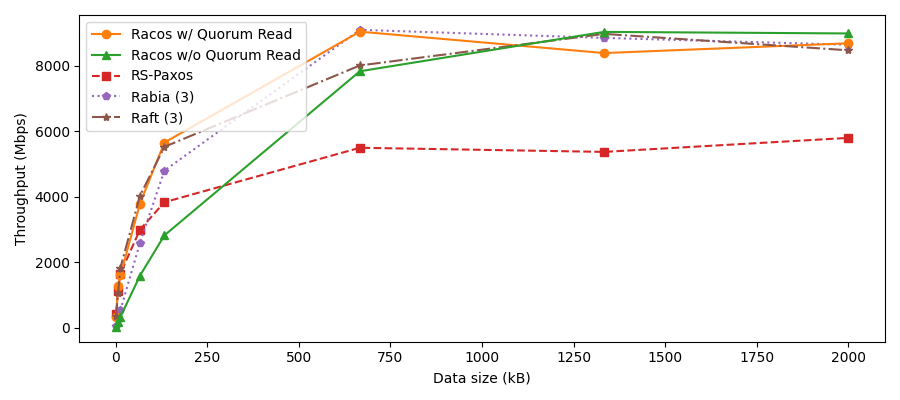 Racos w/ Quorum Read
Racos w/o Quorum Read
RS-Paxos
Rabia (3)
Raft (3)
Throughput (Mbps)
8000
6000
4000
2000
0
0 250 500 750 1000 1250 1500 1750 2000
Data size (kB)